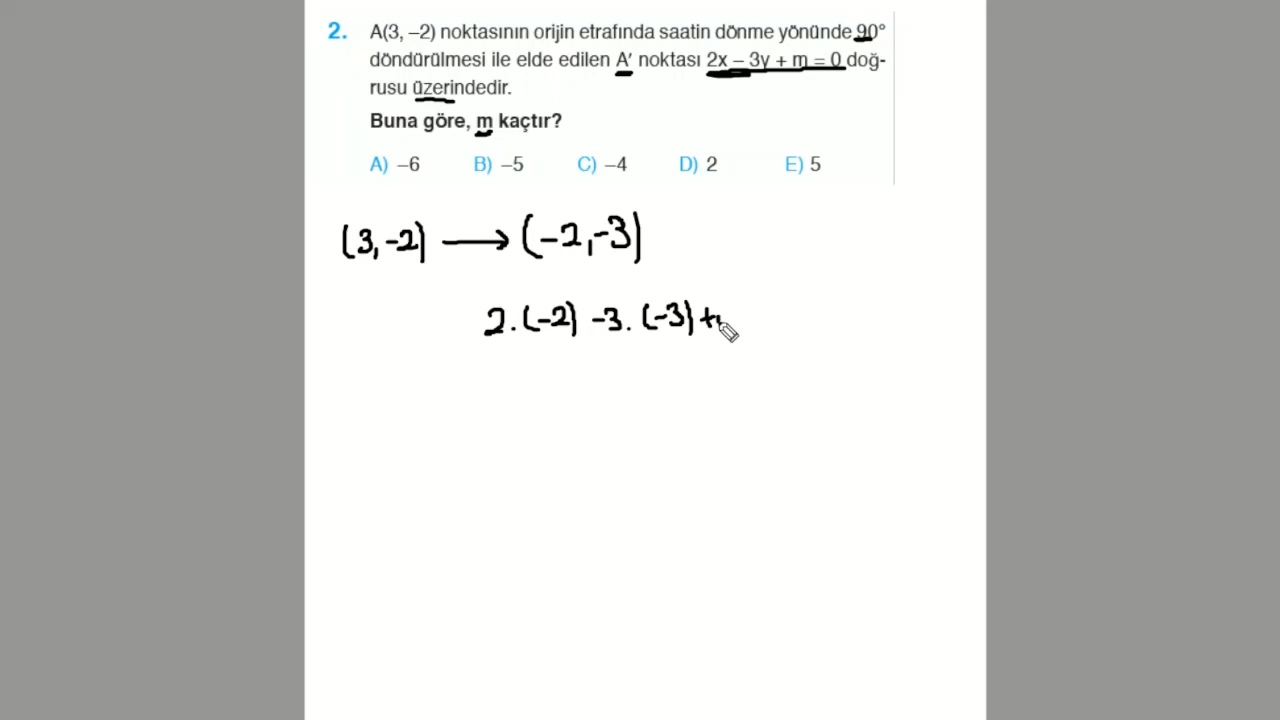 2. A(3, –2) noktasının orijin etrafında saatin dönme yönünde 90°
döndürülmesi ile elde edilen A′ noktası 2x – 3y + m = 0 doğ-
rusu üzerindedir.
Buna göre, m kaçtır?
A) –6 B) –5 C) –4 D) 2 E) 5
(3,-2) → (-2,-3)
2.(-2) -3.(-3)+